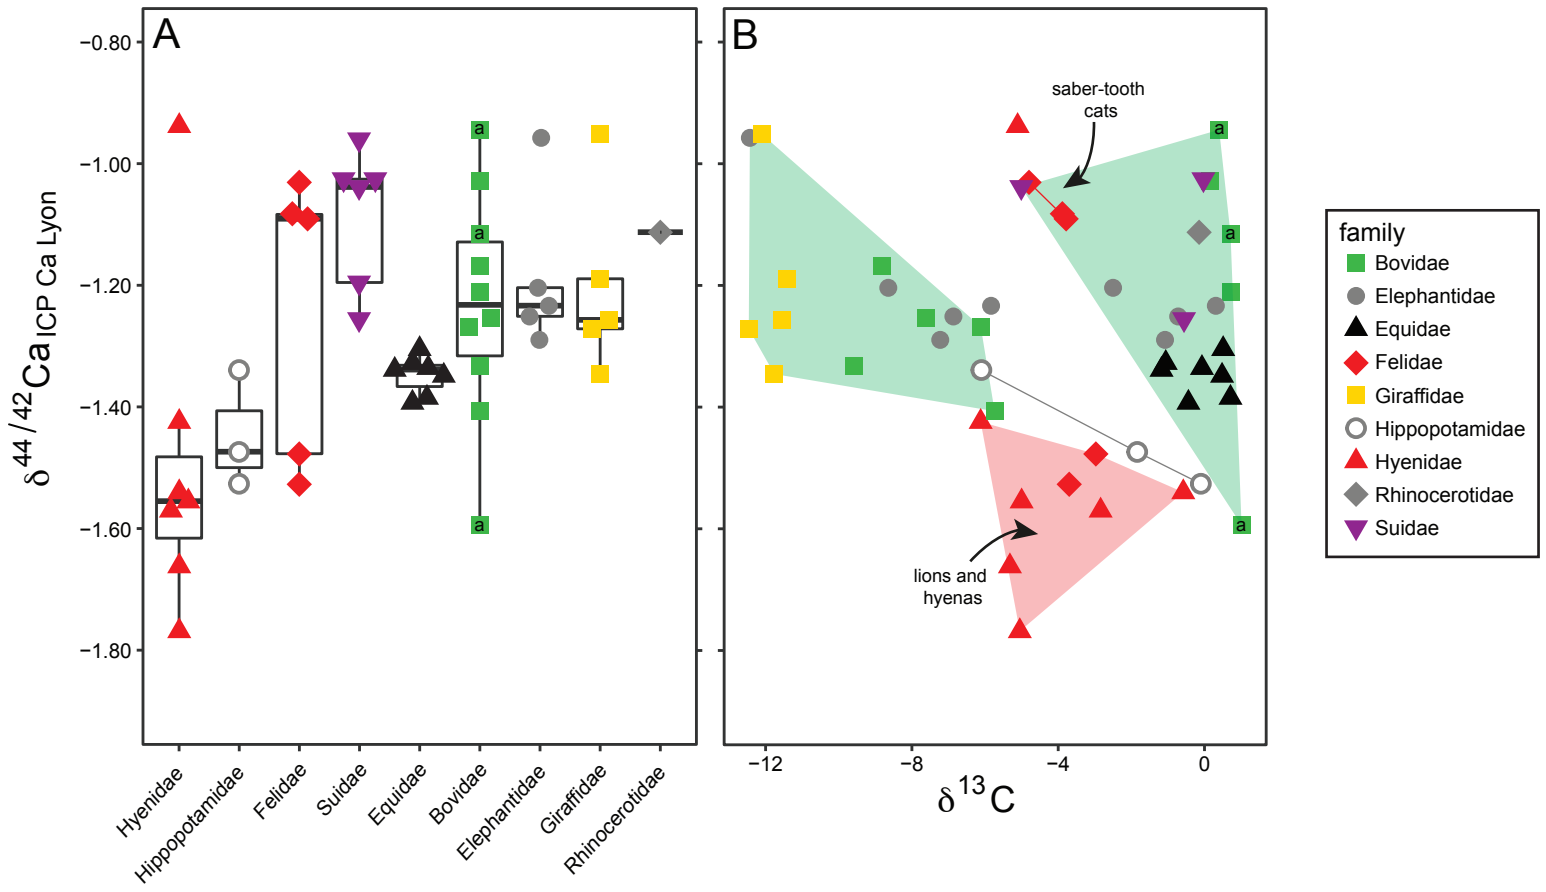 A
B
−0.80
−1.00
−1.20
−1.40
−1.60
−1.80
δ44/42Ca ICP Ca Lyon
a
a
a
Hyenidae
Hippopotamidae
Felidae
Suidae
Equidae
Bovidae
Elephantidae
Giraffidae
Rhinocerotidae
saber-tooth
cats
a
a
a
lions and
hyenas
−12
−8
−4
0
δ13C
family
Bovidae
Elephantidae
Equidae
Felidae
Giraffidae
Hippopotamidae
Hyenidae
Rhinocerotidae
Suidae